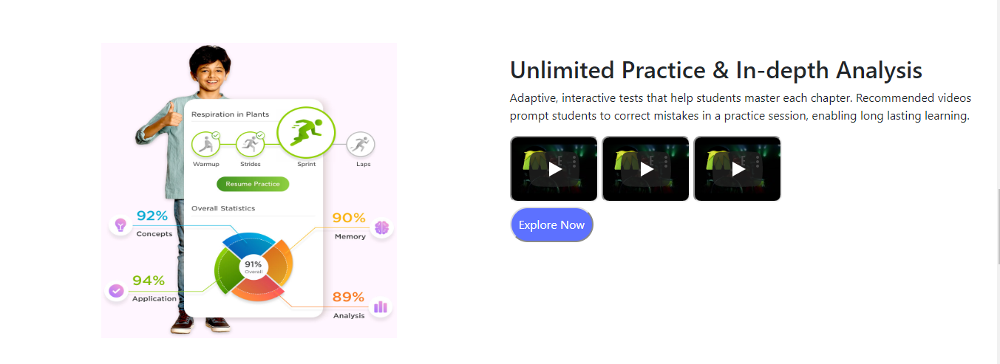 Unlimited Practice & In-depth Analysis
Adaptive, interactive tests that help students master each chapter. Recommended videos
prompt students to correct mistakes in a practice session, enabling long lasting learning.
Explore Now
Respiration in Plants
Warmup
Strides
Sprint
Laps
Resume Practice
Overall Statistics
92%
Concepts
90%
Memory
91%
Overall
94%
Application
89%
Analysis